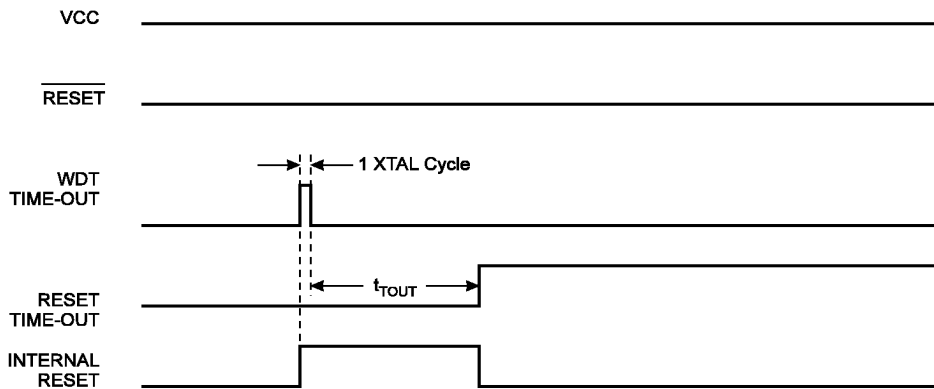 VCC
RESET
1 XTAL Cycle
WDT
TIME-OUT
tTOUT
RESET
TIME-OUT
INTERNAL
RESET